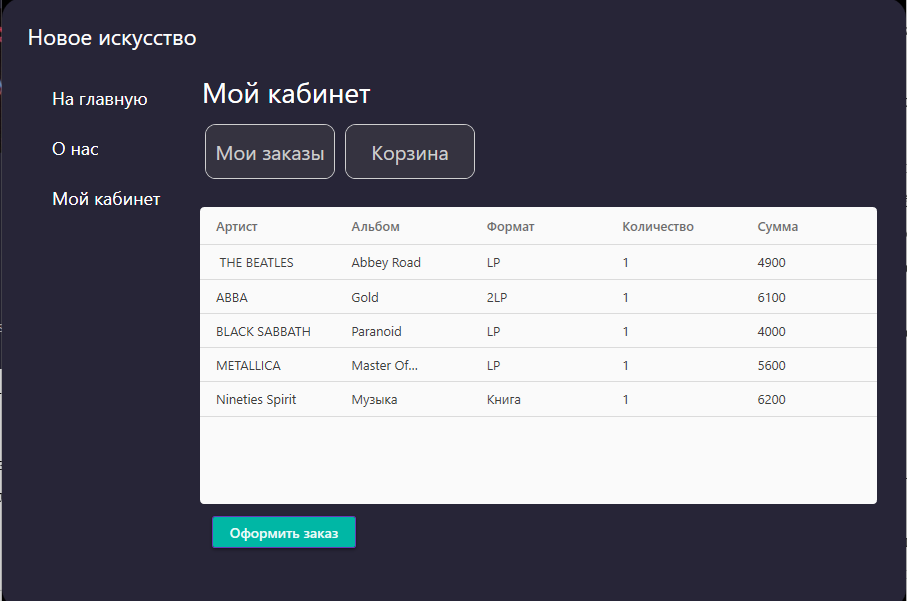 Новое искусство
На главную
О нас
Мой кабинет
Мой кабинет
Мои заказы Корзина
Артист Альбом Формат Количество Сумма
THE BEATLES Abbey Road LP 1 4900
ABBA Gold 2LP 1 6100
BLACK SABBATH Paranoid LP 1 4000
METALLICA Master Of... LP 1 5600
Nineties Spirit Музыка Книга 1 6200
Оформить заказ